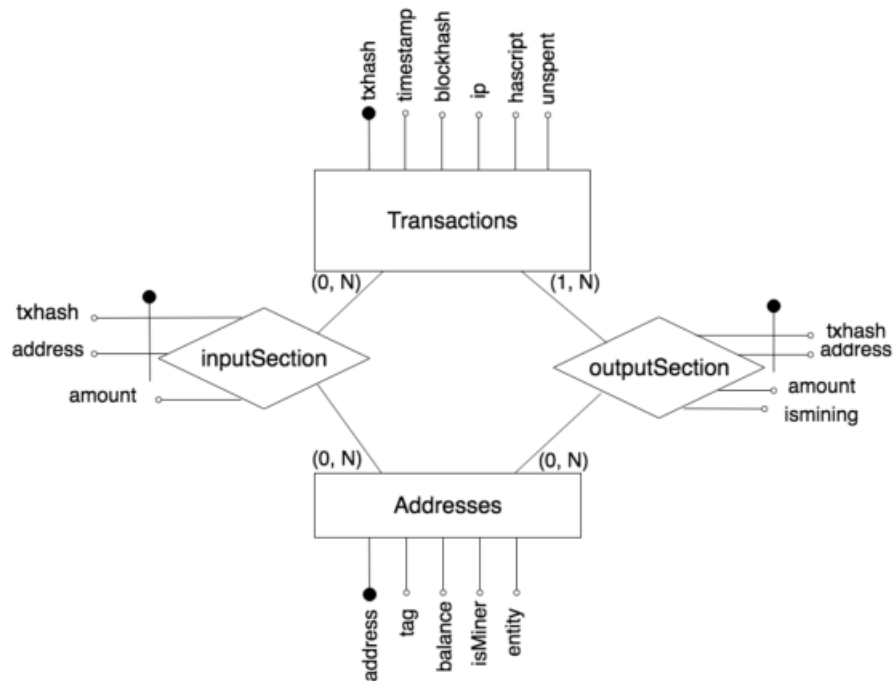 txhash
timestamp
blockhash
ip
hascript
unspent
Transactions
(0, N)
(1, N)
txhash
address
amount
inputSection
outputSection
txhash
address
amount
ismining
(0, N)
(0, N)
Addresses
address
tag
balance
isMiner
entity